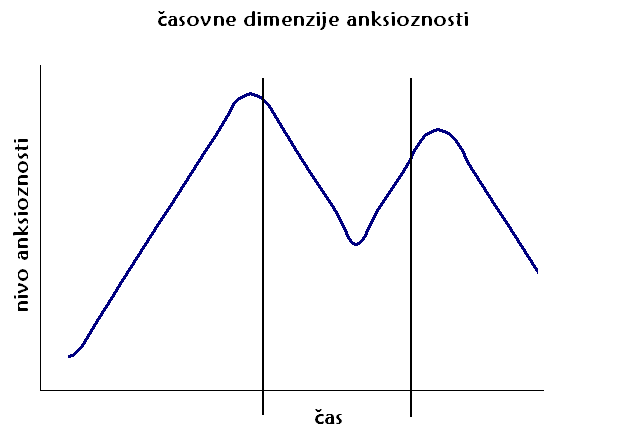 časovne dimenzije anksioznosti
nivo anksioznosti
čas